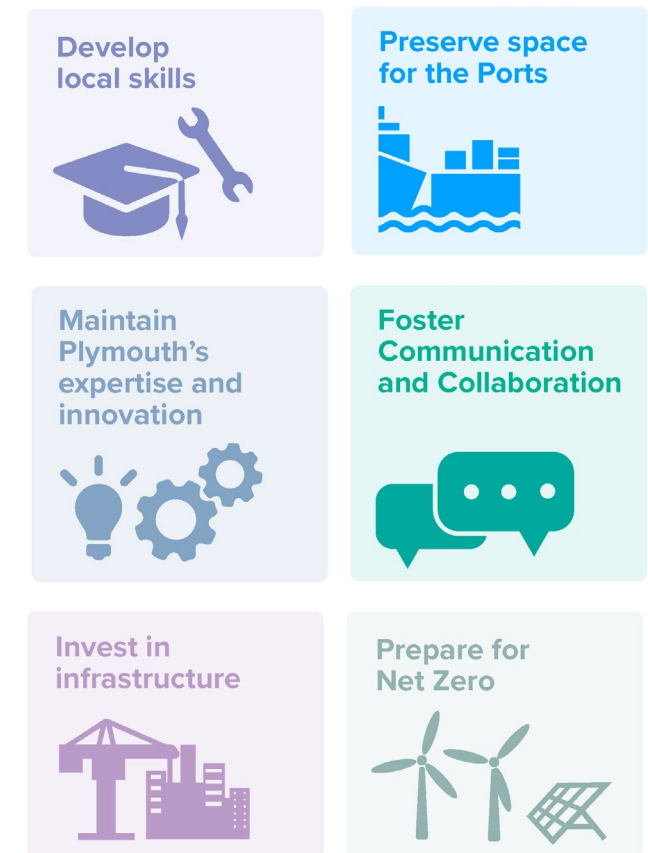 Develop
local skills
Preserve space
for the Ports
Maintain
Plymouth’s
expertise and
innovation
Foster
Communication
and Collaboration
Invest in
infrastructure
Prepare for
Net Zero